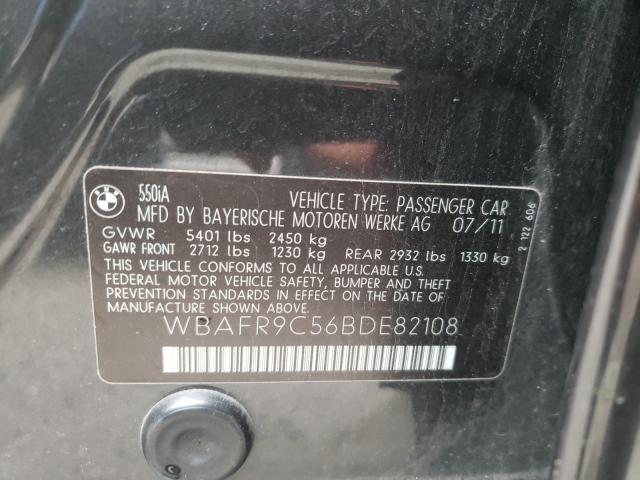 BMW
550iA
VEHICLE TYPE: PASSENGER CAR
MFD BY BAYERISCHE MOTOREN WERKE AG 07/11
GVWR 5401 lbs 2450 kg
GAWR FRONT 2712 lbs 1230 kg REAR 2932 lbs 1330 kg
THIS VEHICLE CONFORMS TO ALL APPLICABLE U.S.
FEDERAL MOTOR VEHICLE SAFETY, BUMPER, AND THEFT
PREVENTION STANDARDS IN EFFECT ON THE DATE OF
MANUFACTURE SHOWN ABOVE.
WBAFR9C56BDE82108
2 122 606